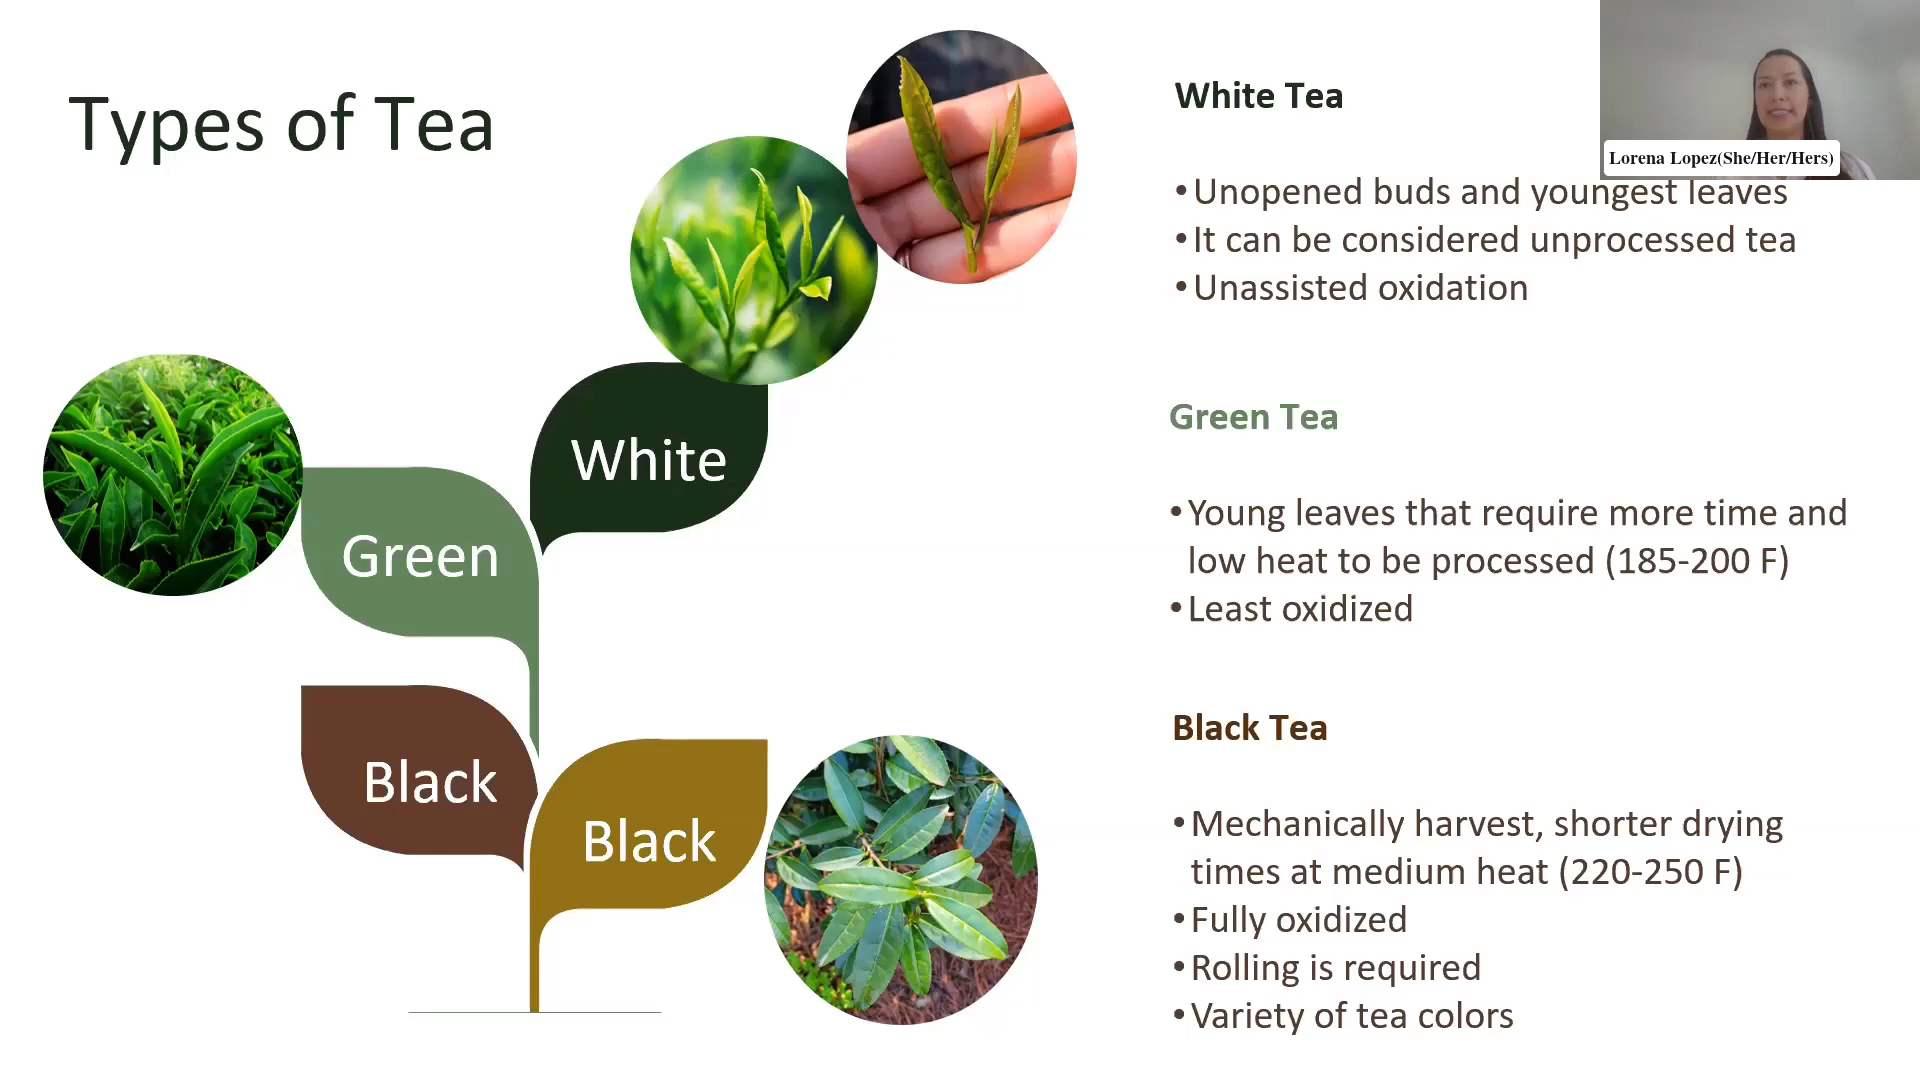 Types of Tea
White
Green
Black
Black
White Tea
•Unopened buds and youngest leaves
•It can be considered unprocessed tea
•Unassisted oxidation
Green Tea
•Young leaves that require more time and
low heat to be processed (185-200 F)
•Least oxidized
Black Tea
•Mechanically harvest, shorter drying
times at medium heat (220-250 F)
•Fully oxidized
•Rolling is required
•Variety of tea colors
Lorena Lopez(She/Her/Hers)